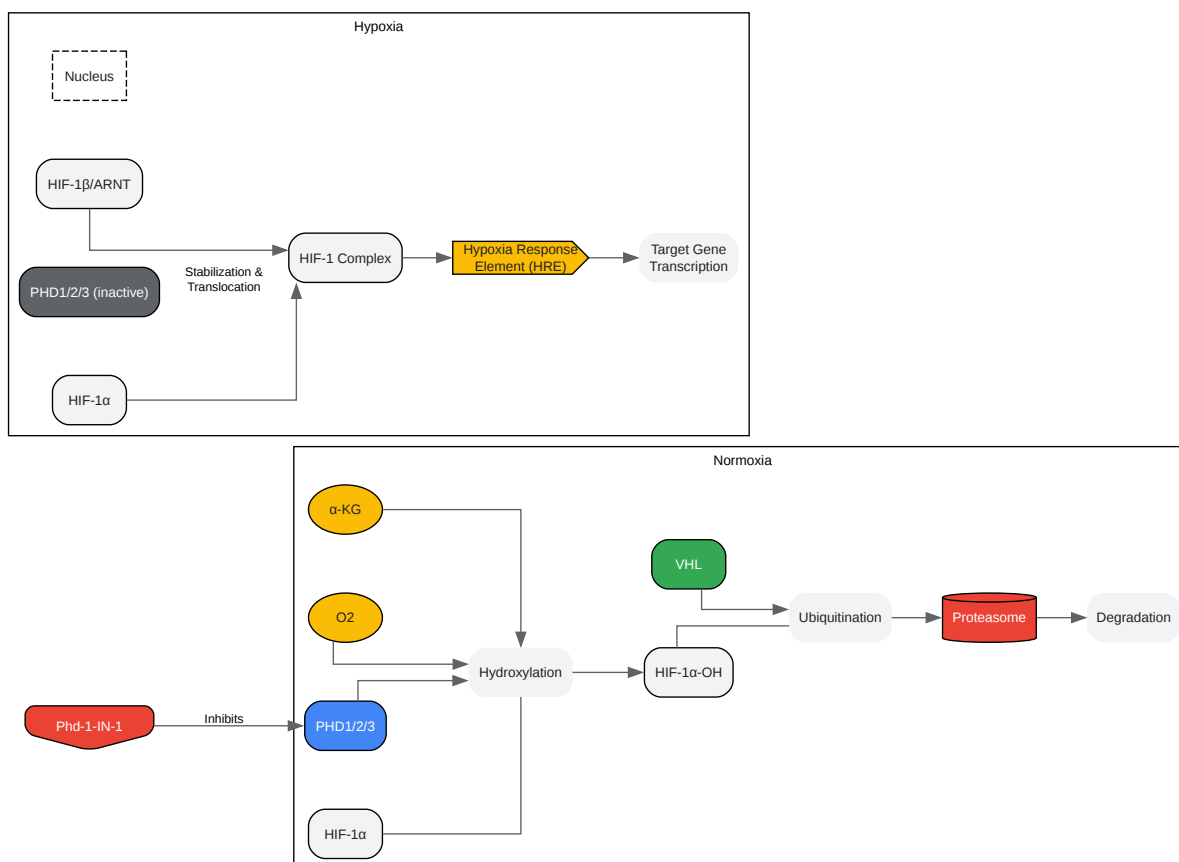 Hypoxia
Nucleus
HIF-1β/ARNT
HIF-1 Complex
Hypoxia Response
Element (HRE)
Target Gene
Transcription
Stabilization &
Translocation
PHD1/2/3 (inactive)
HIF-1α
Normoxia
α-KG
VHL
O2
Ubiquitination
Proteasome
Degradation
Hydroxylation
HIF-1α-OH
Phd-1-IN-1
Inhibits
PHD1/2/3
HIF-1α